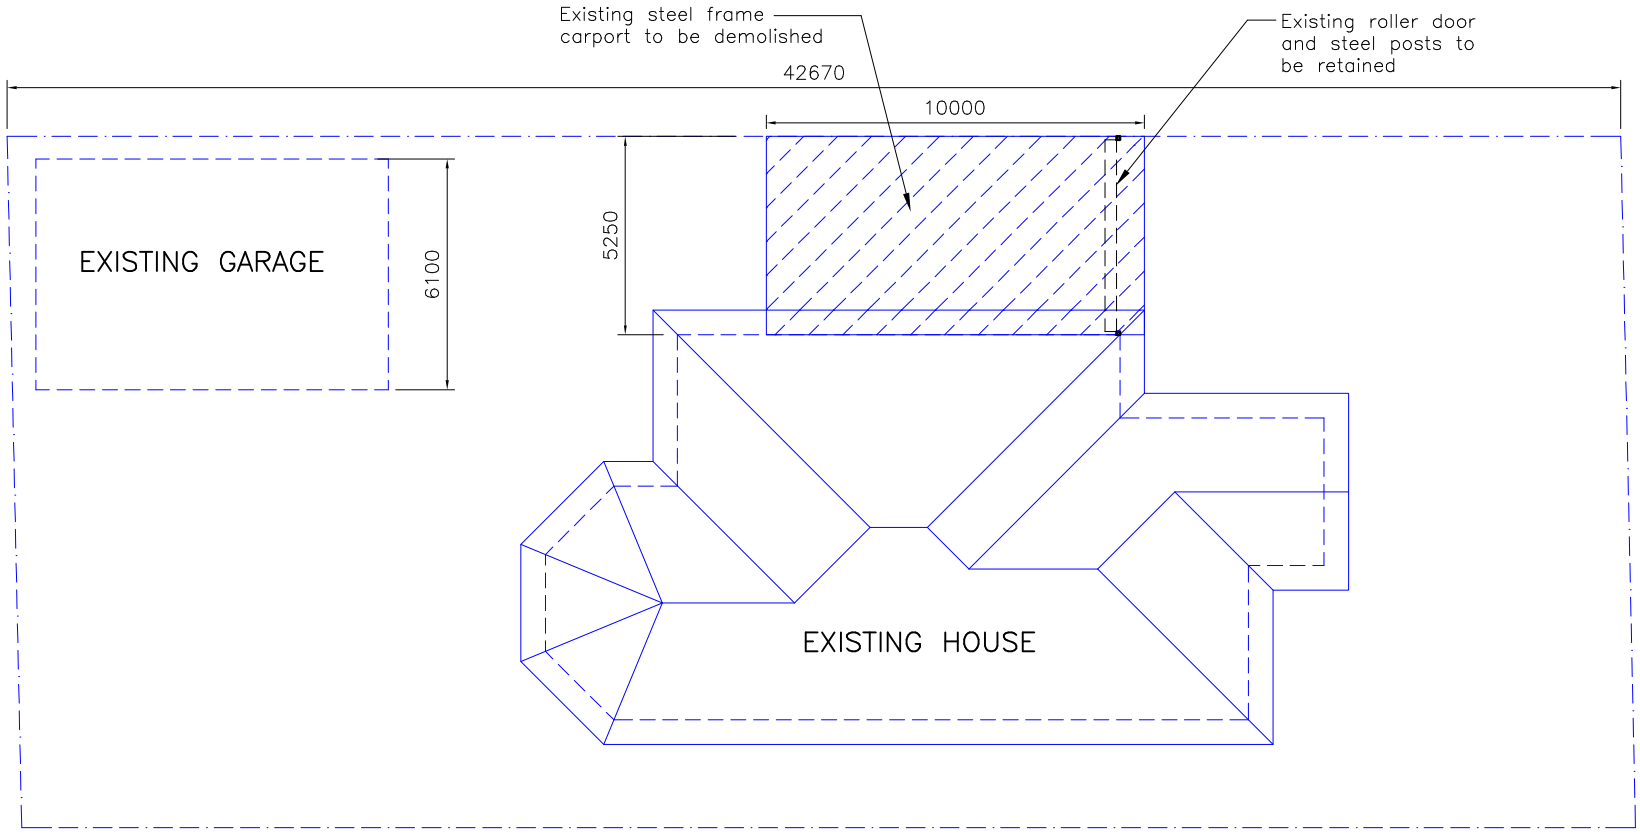 Existing steel frame
carport to be demolished
Existing roller door
and steel posts to
be retained
42670
10000
5250
6100
EXISTING GARAGE
EXISTING HOUSE